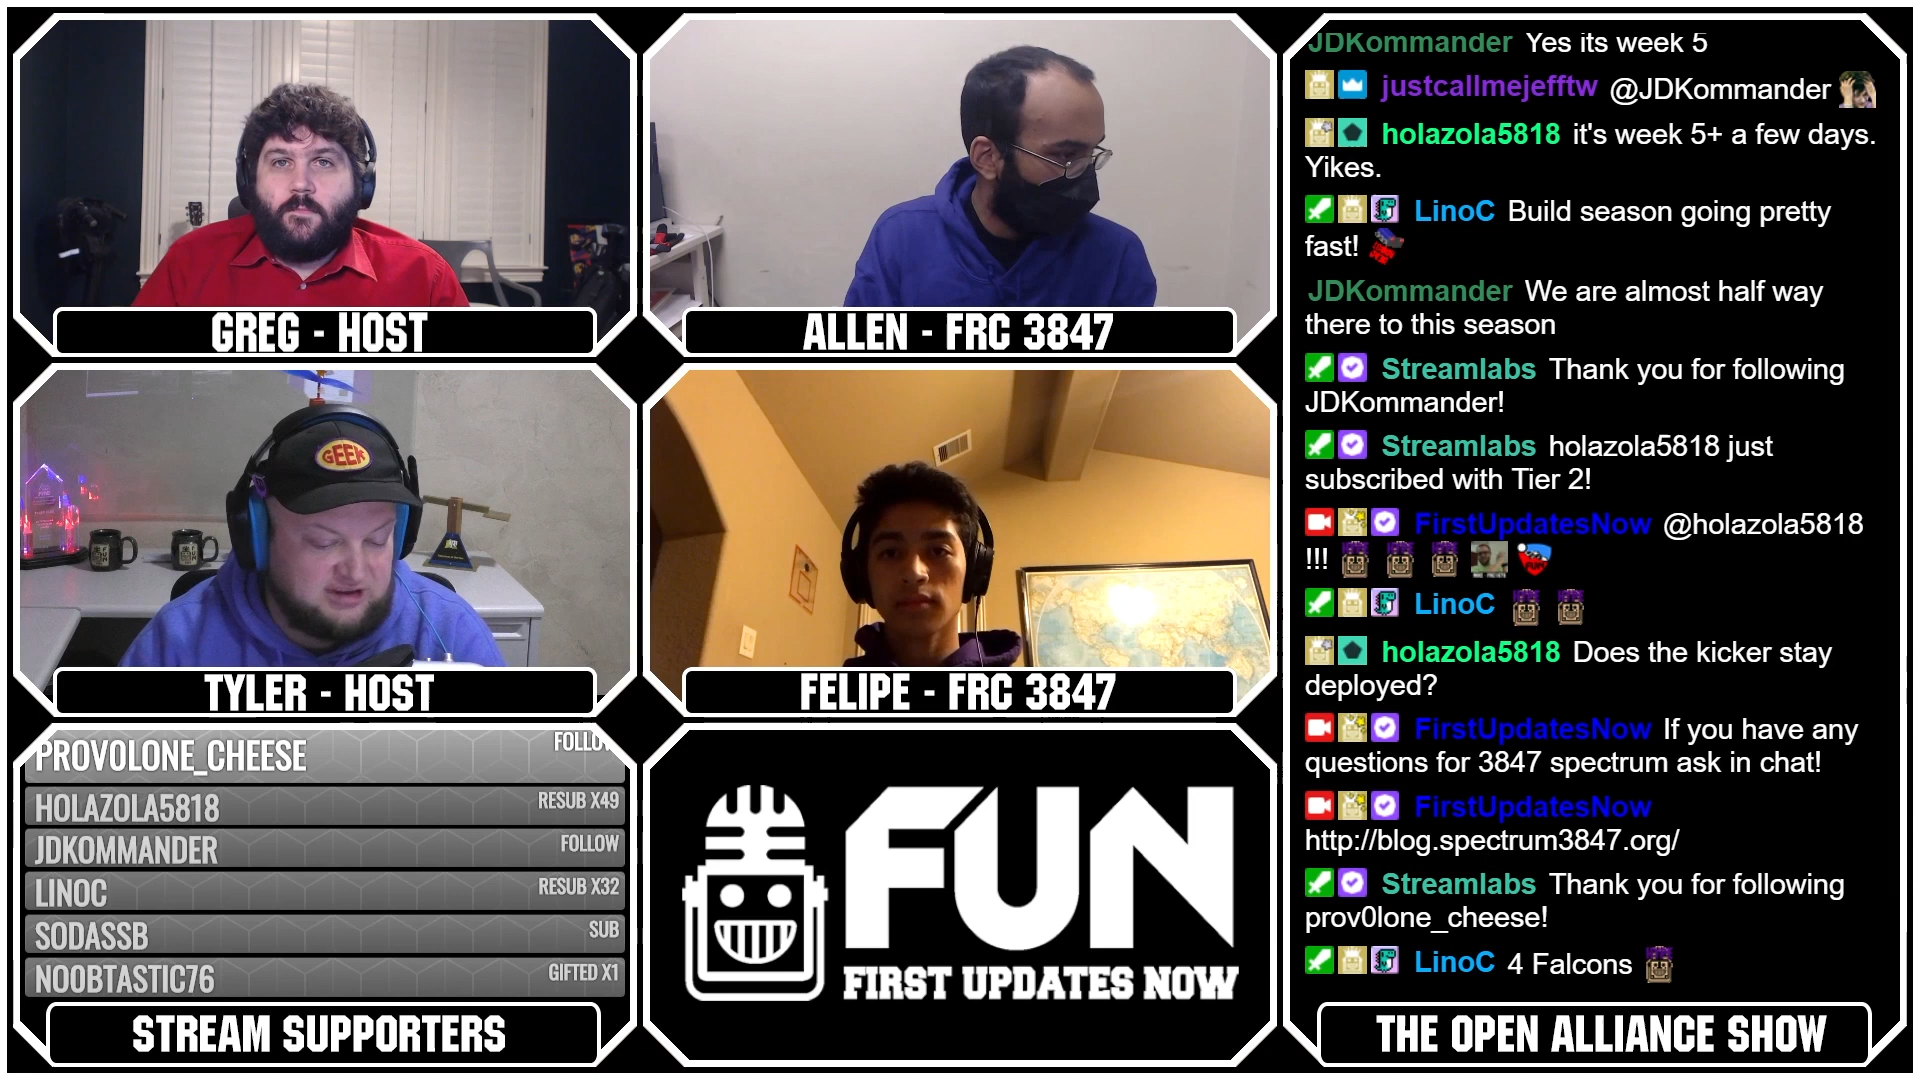 GREG - HOST
ALLEN - FRC 3847
GEEK
TYLER - HOST
FELIPE - FRC 3847
PROVOLONE_CHEESE
FOLLOW
HOLAZOLA5818
RESUB X49
JDKOMMANDER
FOLLOW
LINOC
RESUB X32
SODASSB
SUB
NOOBTASTIC76
GIFTED X1
STREAM SUPPORTERS
FUN
FIRST UPDATES NOW
JDKommander Yes its week 5
justcallmejefftw @JDKommander
holazola5818 it's week 5+ a few days.
Yikes.
LinoC Build season going pretty
fast!
JDKommander We are almost half way
there to this season
Streamlabs Thank you for following
JDKommander!
Streamlabs holazola5818 just
subscribed with Tier 2!
FirstUpdatesNow @holazola5818
!!!
LinoC
holazola5818 Does the kicker stay
deployed?
FirstUpdatesNow If you have any
questions for 3847 spectrum ask in chat!
FirstUpdatesNow
http://blog.spectrum3847.org/
Streamlabs Thank you for following
prov0lone_cheese!
LinoC 4 Falcons
THE OPEN ALLIANCE SHOW